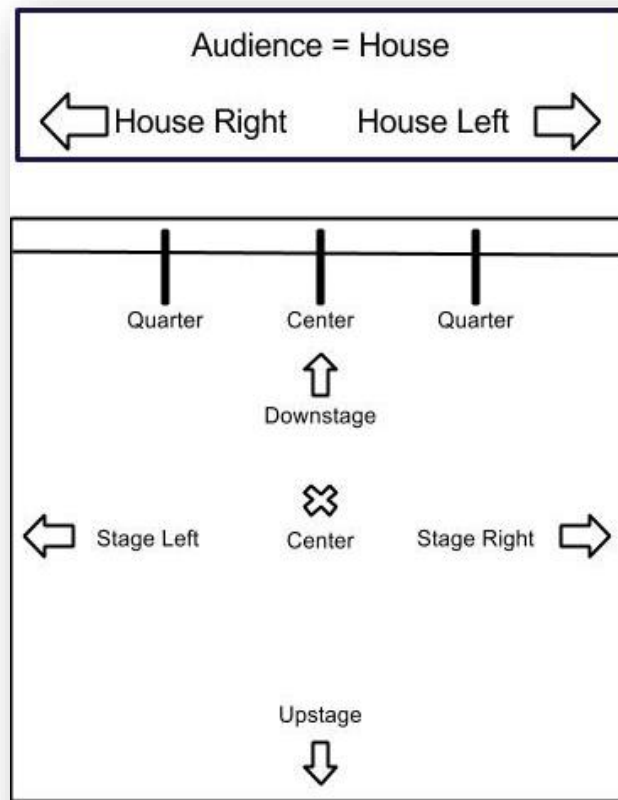 Audience = House
House Right House Left
Quarter Center Quarter
Downstage
Stage Left Center Stage Right
Upstage